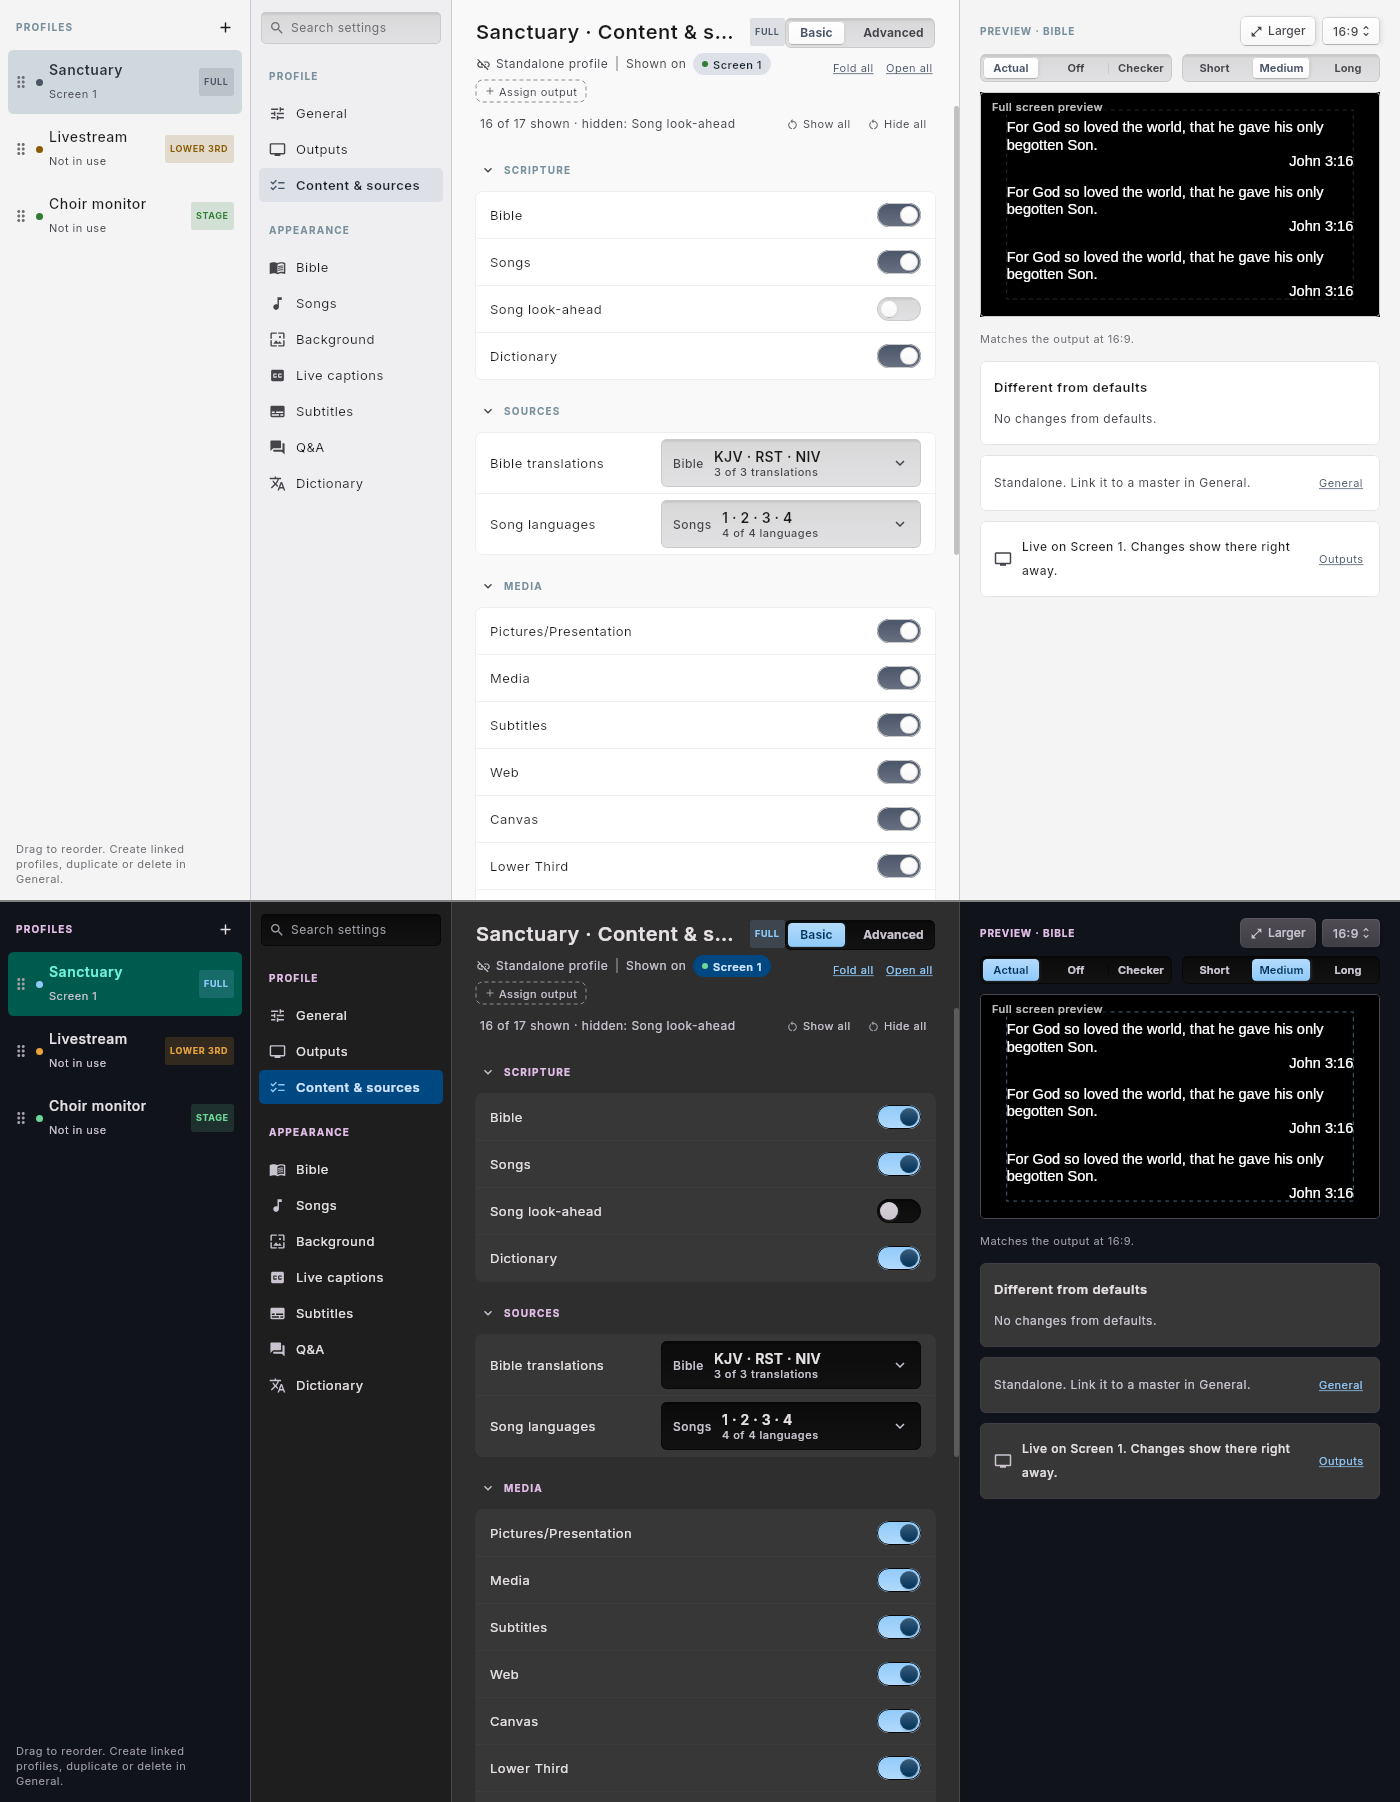 PROFILES
Sanctuary
Screen 1
FULL
Livestream
Not in use
LOWER 3RD
Choir monitor
Not in use
STAGE
Drag to reorder. Create linked
profiles, duplicate or delete in
General.
Search settings
PROFILE
General
Outputs
Content & sources
APPEARANCE
Bible
Songs
Background
Live captions
Subtitles
Q&A
Dictionary
Sanctuary · Content & s...
FULL
Basic
Advanced
Standalone profile | Shown on
Screen 1
Fold all
Open all
+ Assign output
16 of 17 shown · hidden: Song look-ahead
Show all
Hide all
SCRIPTURE
Bible
Songs
Song look-ahead
Dictionary
SOURCES
Bible translations
Bible
KJV · RST · NIV
3 of 3 translations
Song languages
Songs
1 · 2 · 3 · 4
4 of 4 languages
MEDIA
Pictures/Presentation
Media
Subtitles
Web
Canvas
Lower Third
PREVIEW · BIBLE
Larger
16:9
Actual
Off
Checker
Short
Medium
Long
Full screen preview
For God so loved the world, that he gave his only
begotten Son.
John 3:16
For God so loved the world, that he gave his only
begotten Son.
John 3:16
For God so loved the world, that he gave his only
begotten Son.
John 3:16
Matches the output at 16:9.
Different from defaults
No changes from defaults.
Standalone. Link it to a master in General.
General
Live on Screen 1. Changes show there right
away.
Outputs
PROFILES
Sanctuary
Screen 1
FULL
Livestream
Not in use
LOWER 3RD
Choir monitor
Not in use
STAGE
Drag to reorder. Create linked
profiles, duplicate or delete in
General.
Search settings
PROFILE
General
Outputs
Content & sources
APPEARANCE
Bible
Songs
Background
Live captions
Subtitles
Q&A
Dictionary
Sanctuary · Content & s...
FULL
Basic
Advanced
Standalone profile | Shown on
Screen 1
Fold all
Open all
+ Assign output
16 of 17 shown · hidden: Song look-ahead
Show all
Hide all
SCRIPTURE
Bible
Songs
Song look-ahead
Dictionary
SOURCES
Bible translations
Bible
KJV · RST · NIV
3 of 3 translations
Song languages
Songs
1 · 2 · 3 · 4
4 of 4 languages
MEDIA
Pictures/Presentation
Media
Subtitles
Web
Canvas
Lower Third
PREVIEW · BIBLE
Larger
16:9
Actual
Off
Checker
Short
Medium
Long
Full screen preview
For God so loved the world, that he gave his only
begotten Son.
John 3:16
For God so loved the world, that he gave his only
begotten Son.
John 3:16
For God so loved the world, that he gave his only
begotten Son.
John 3:16
Matches the output at 16:9.
Different from defaults
No changes from defaults.
Standalone. Link it to a master in General.
General
Live on Screen 1. Changes show there right
away.
Outputs